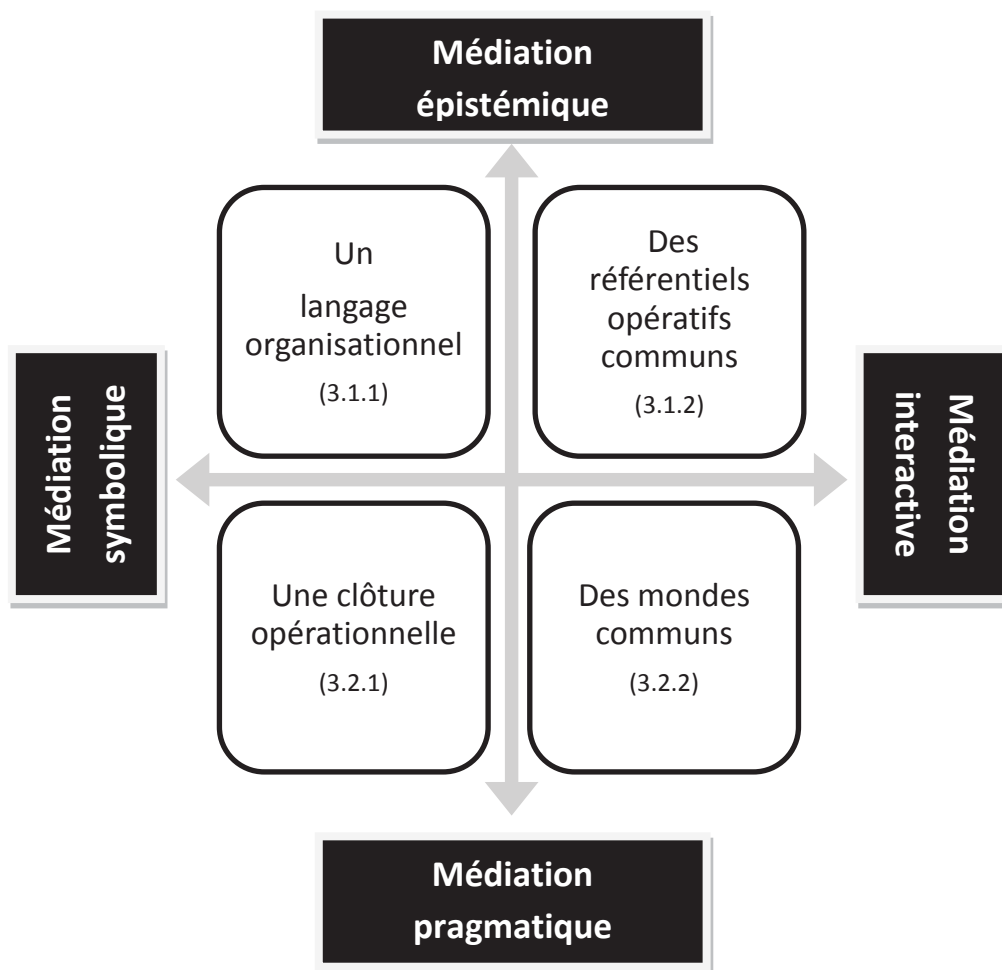 Médiation
épistémique
Un
langage
organisationnel
(3.1.1)
Des
référentiels
opératifs
communs
(3.1.2)
Médiation
symbolique
Médiation
interactive
Une clôture
opérationnelle
(3.2.1)
Des mondes
communs
(3.2.2)
Médiation
pragmatique